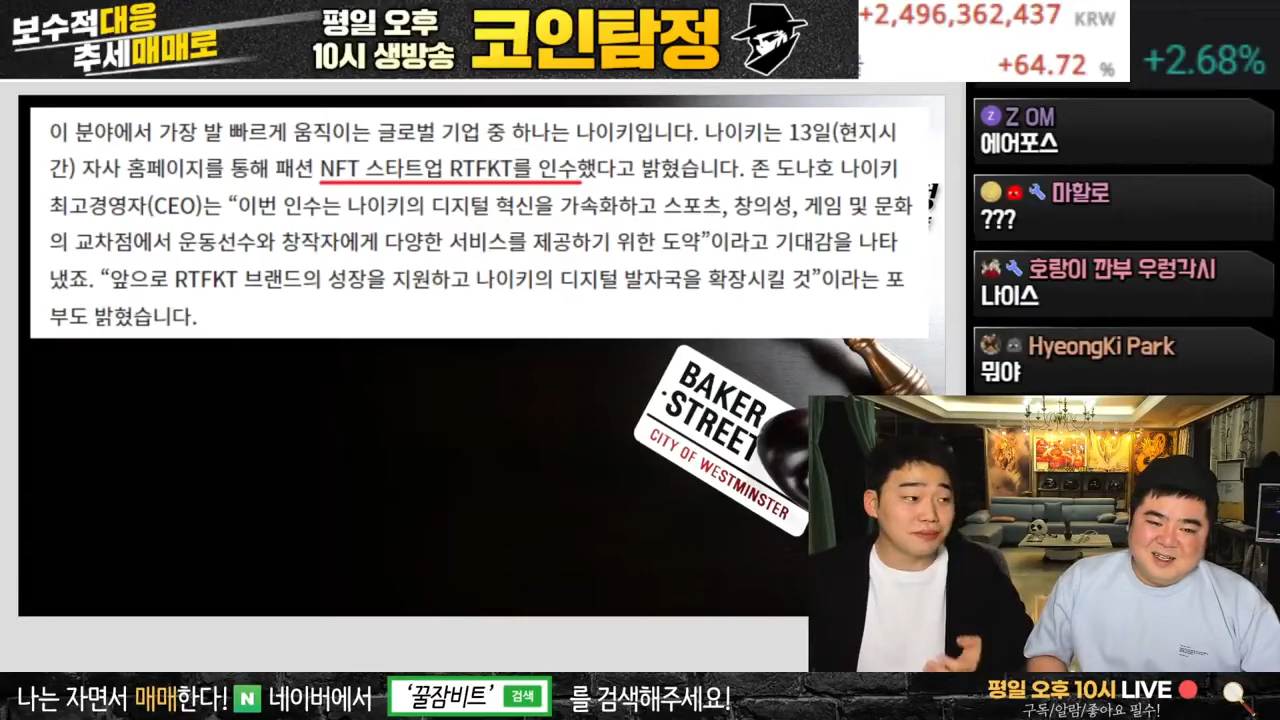 보수적대응
추세매매로
평일 오후
10시 생방송
코인탐정
+2,496,362,437 KRW
+64.72 %
+2.68%
이 분야에서 가장 발 빠르게 움직이는 글로벌 기업 중 하나는 나이키입니다. 나이키는 13일(현지시
간) 자사 홈페이지를 통해 패션 NFT 스타트업 RTFKT를 인수했다고 밝혔습니다. 존 도나호 나이키
최고경영자(CEO)는 “이번 인수는 나이키의 디지털 혁신을 가속화하고 스포츠, 창의성, 게임 및 문화
의 교차점에서 운동선수와 창작자에게 다양한 서비스를 제공하기 위한 도약”이라고 기대감을 나타
냈죠. “앞으로 RTFKT 브랜드의 성장을 지원하고 나이키의 디지털 발자국을 확장시킬 것”이라는 포
부도 밝혔습니다.
BAKER
STREET
CITY OF WESTMINSTER
Z
Z OM
에어포스
마할로
???
호랑이 깐부 우렁각시
나이스
HyeongKi Park
뭐야
나는 자면서 매매한다! N 네이버에서 ‘꿀잠비트’ 검색 를 검색해주세요!
평일 오후 10시 LIVE
구독/알람/좋아요 필수!